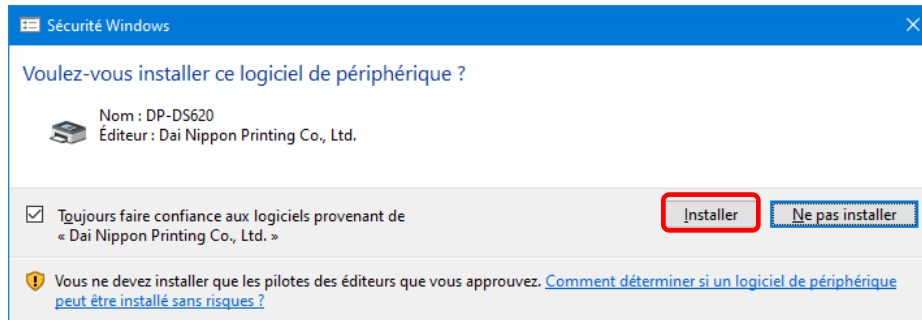 Sécurité Windows
Voulez-vous installer ce logiciel de périphérique ?
Nom : DP-DS620
Éditeur : Dai Nippon Printing Co., Ltd.
Toujours faire confiance aux logiciels provenant de
« Dai Nippon Printing Co., Ltd. »
Installer
Ne pas installer
Vous ne devez installer que les pilotes des éditeurs que vous approuvez. Comment déterminer si un logiciel de périphérique
peut être installé sans risques ?